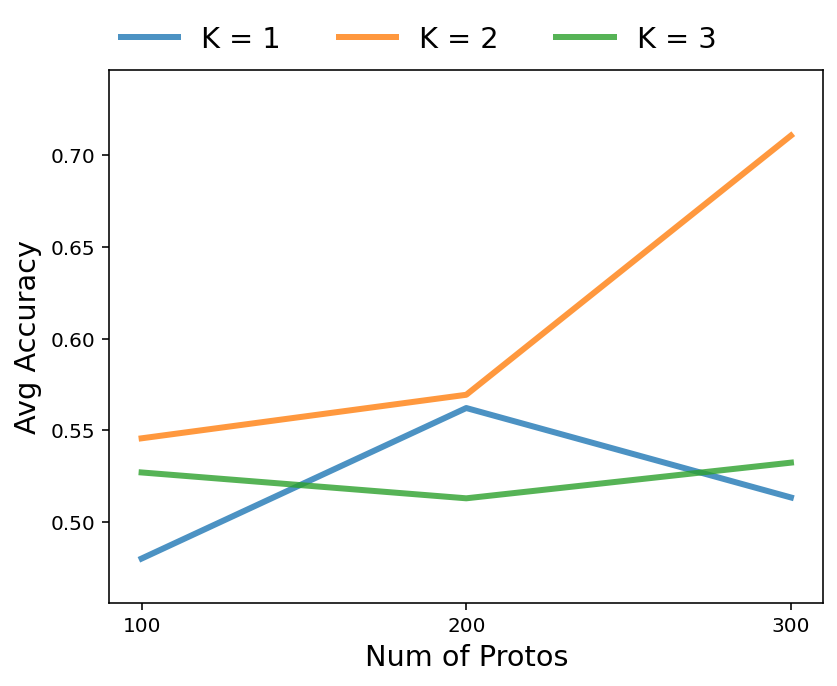 K = 1 K = 2 K = 3
Avg Accuracy
0.70
0.65
0.60
0.55
0.50
100 200 300
Num of Protos